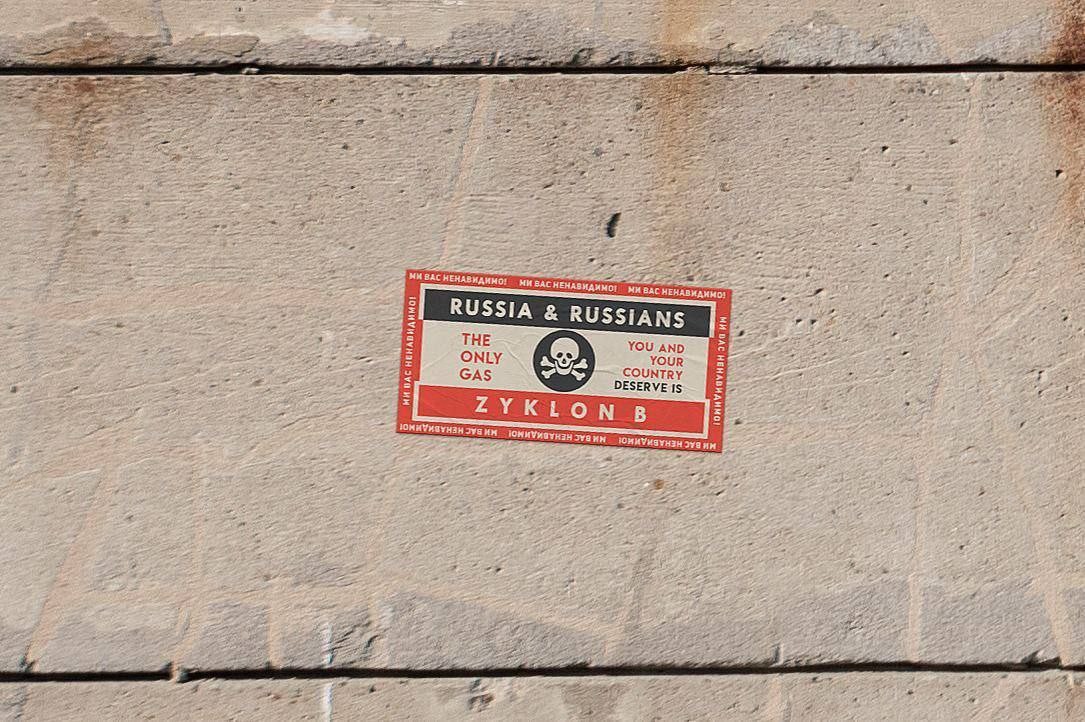 МИ ВАС НЕНАВИДИМО! МИ ВАС НЕНАВИДИМО! МИ ВАС НЕНАВИДИМО!
RUSSIA & RUSSIANS
THE
ONLY
GAS
YOU AND
YOUR
COUNTRY
DESERVE IS
ZYKLON B
МИ ВАС НЕНАВИДИМО!
МИ ВАС НЕНАВИДИМО!
МИ ВАС НЕНАВИДИМО! МИ ВАС НЕНАВИДИМО! МИ ВАС НЕНАВИДИМО!